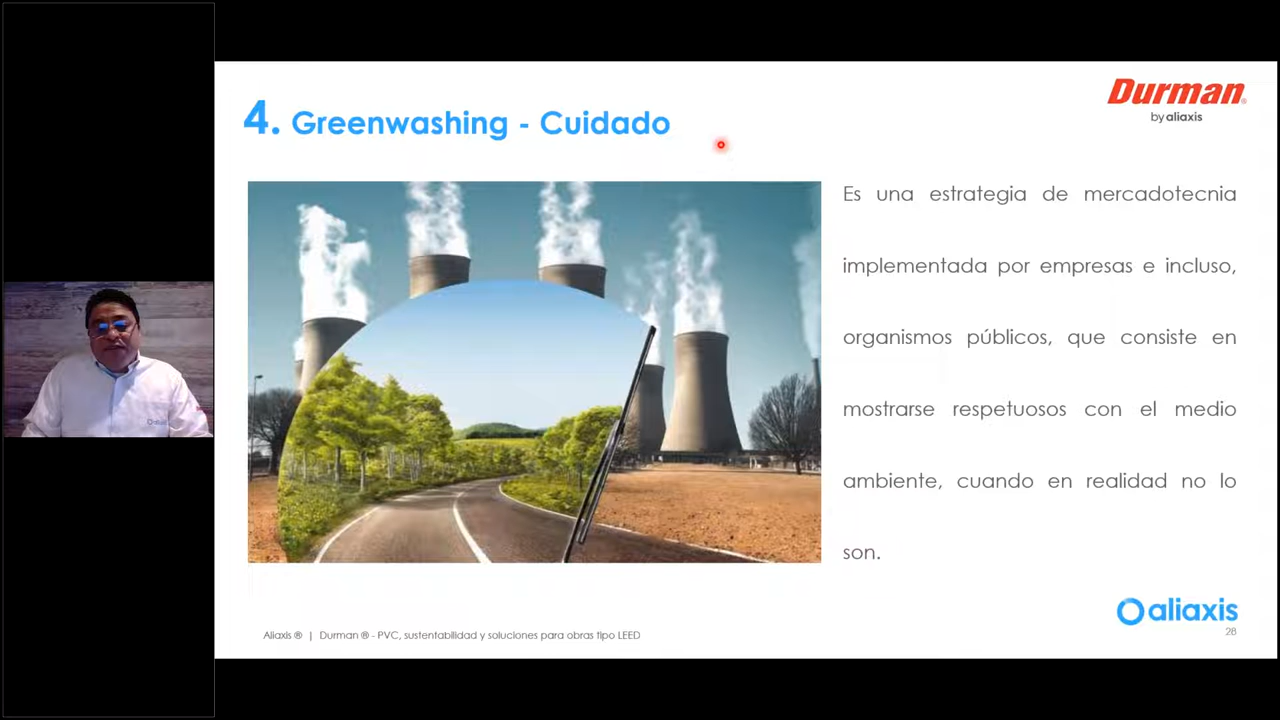 4. Greenwashing - Cuidado
Durman
by aliaxis
Es una estrategia de mercadotecnia
implementada por empresas e incluso,
organismos públicos, que consiste en
mostrarse respetuosos con el medio
ambiente, cuando en realidad no lo
son.
aliaxis
28
Aliaxis ® | Durman ® - PVC, sustentabilidad y soluciones para obras tipo LEED